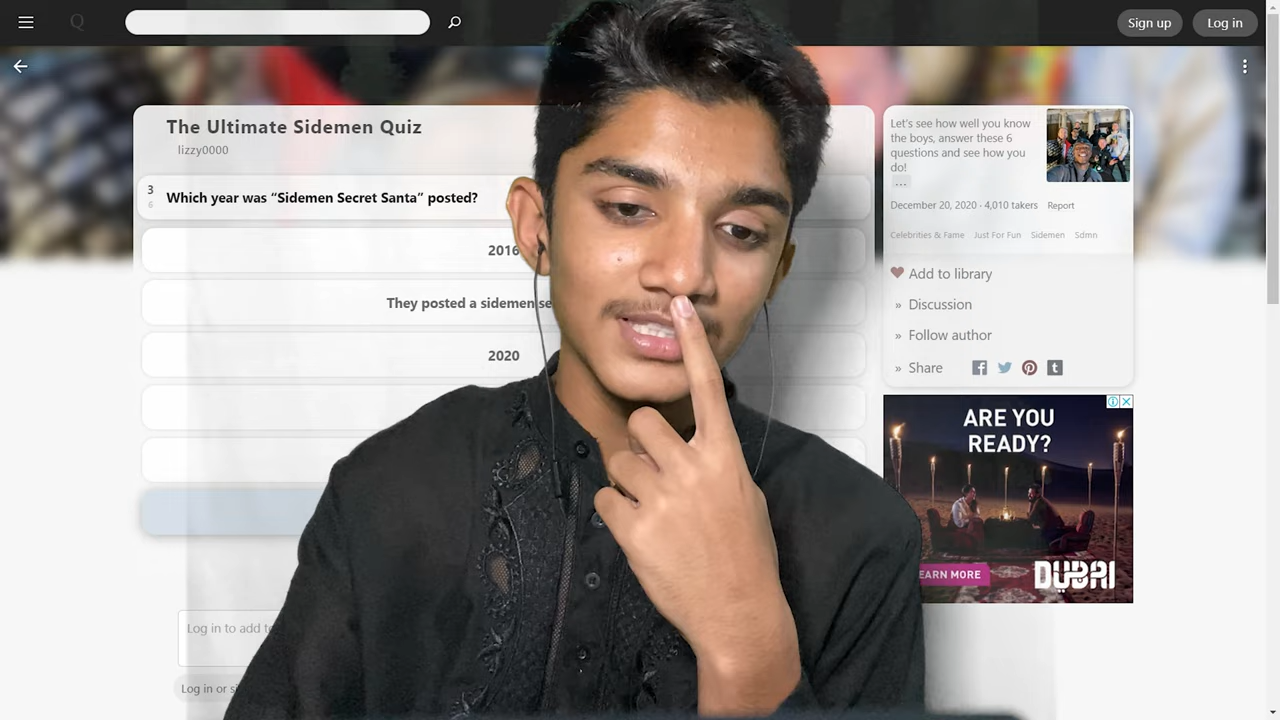 Q
Sign up
Log in
The Ultimate Sidemen Quiz
lizzy0000
3
6
Which year was “Sidemen Secret Santa” posted?
2016
They posted a sidemen se
2020
Log in to add
Log in or
Let's see how well you know
the boys, answer these 6
questions and see how you
do!
...
December 20, 2020 · 4,010 takers Report
Celebrities & Fame Just For Fun Sidemen Sdmn
Add to library
» Discussion
» Follow author
» Share
ARE YOU
READY?
EARN MORE
DUBAI